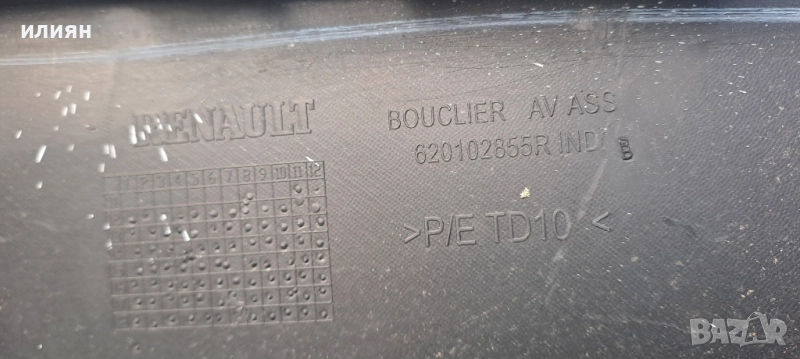 илиян
RENAULT
BOUCLIER AV ASS
620102855R IND B
1 2 3 4 5 6 7 8 9 10 11 12
>P/E TD10<
BAZAR